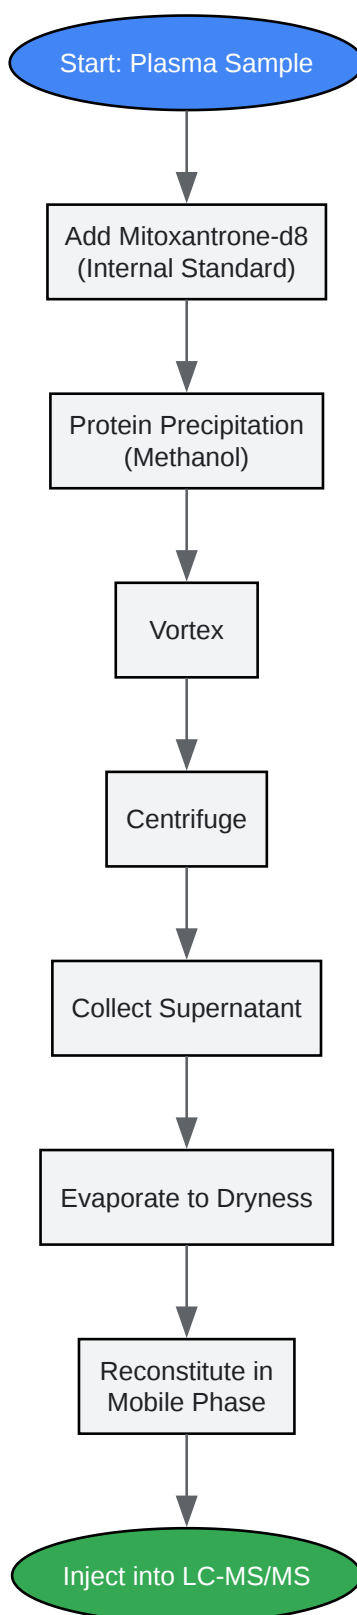 Start: Plasma Sample
Add Mitoxantrone-d8
(Internal Standard)
Protein Precipitation
(Methanol)
Vortex
Centrifuge
Collect Supernatant
Evaporate to Dryness
Reconstitute in
Mobile Phase
Inject into LC-MS/MS